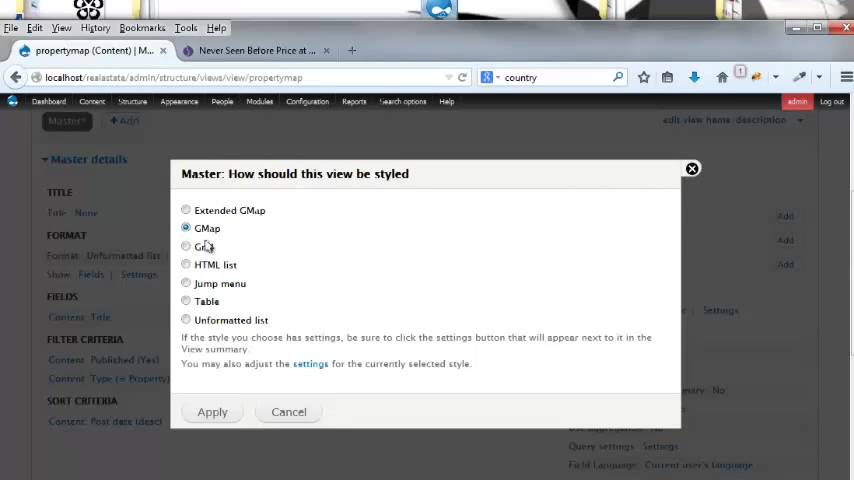 File Edit View History Bookmarks Tools Help
propertymap (Content) | M... × Never Seen Before Price at ... × +
localhost/realastate/admin/structure/views/view/propertymap country
Dashboard Content Structure Appearance People Modules Configuration Reports Search options Help admin Log out
Master* Add edit view name/description
Master details
Master: How should this view be styled
TITLE
Title: None Add
FORMAT
Format: Unformatted list Add
Show: Fields | Settings Add
FIELDS
Content: Title Settings
FILTER CRITERIA
Content: Published (Yes)
Content: Type (= Property)
SORT CRITERIA
Content: Post date (desc)
Extended GMap
GMap
HTML list
Jump menu
Table
Unformatted list
If the style you choose has settings, be sure to click the settings button that will appear next to it in the
View summary.
You may also adjust the settings for the currently selected style.
Apply Cancel
No
No
Query settings: Settings
Field Language: Current user's language